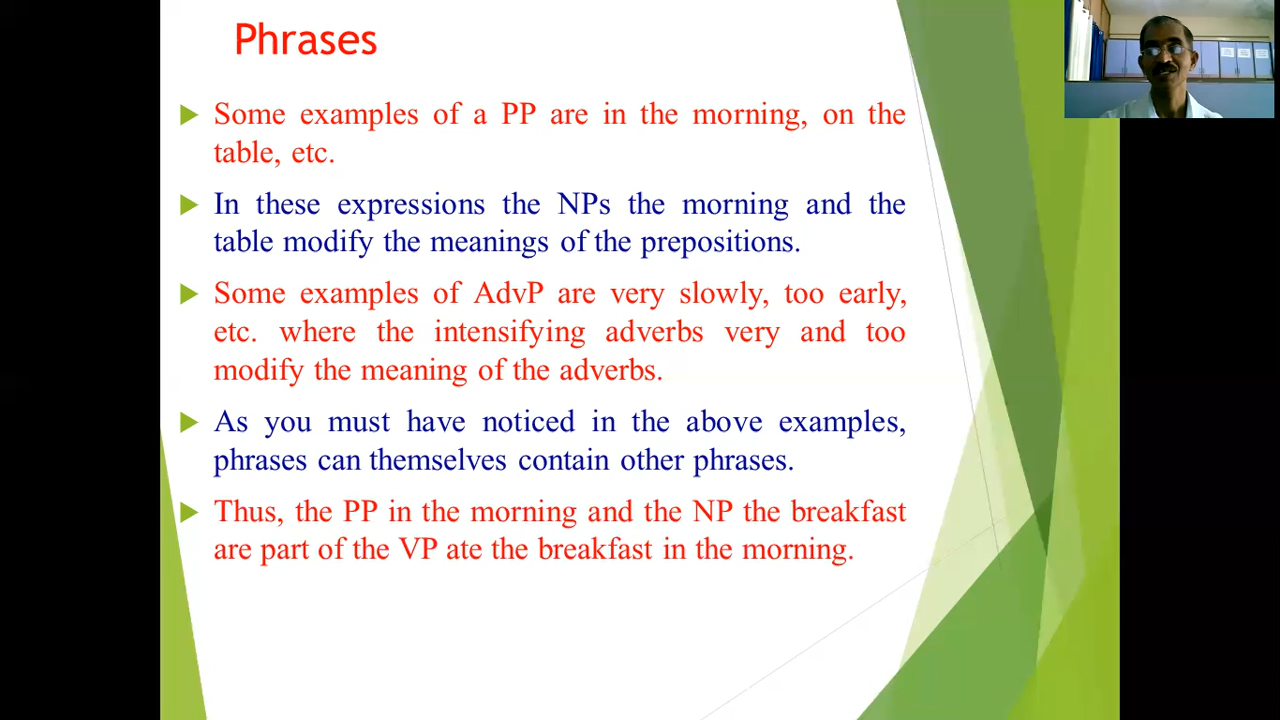 Phrases
Some examples of a PP are in the morning, on the
table, etc.
In these expressions the NPs the morning and the
table modify the meanings of the prepositions.
Some examples of AdvP are very slowly, too early,
etc. where the intensifying adverbs very and too
modify the meaning of the adverbs.
As you must have noticed in the above examples,
phrases can themselves contain other phrases.
Thus, the PP in the morning and the NP the breakfast
are part of the VP ate the breakfast in the morning.